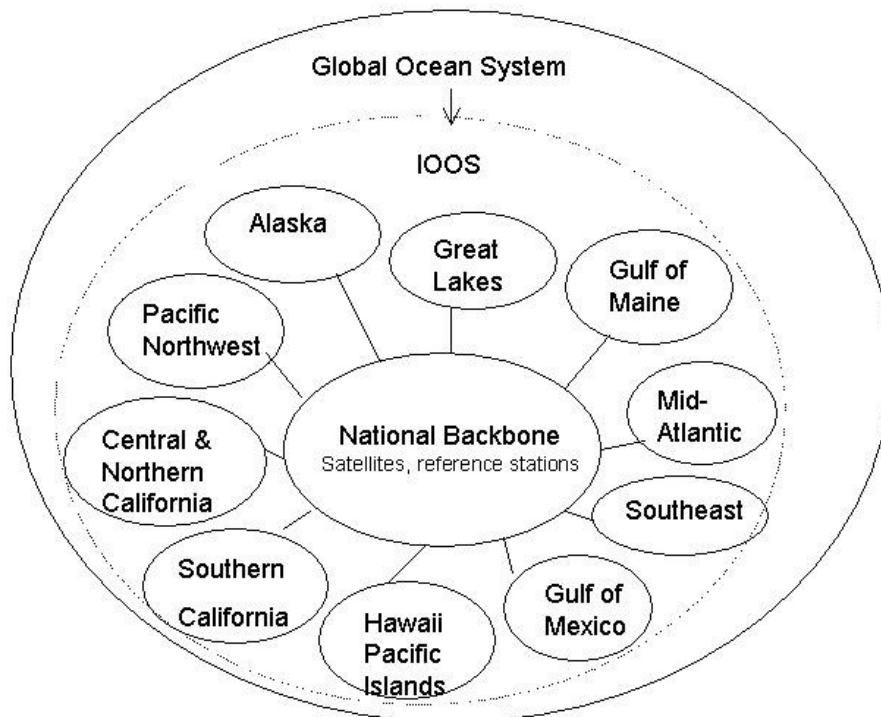 Global Ocean System
IOOS
Alaska
Great
Lakes
Gulf of
Maine
Pacific
Northwest
Mid-
Atlantic
National Backbone
Satellites, reference stations
Central &
Northern
California
Southeast
Southern
California
Gulf of
Mexico
Hawaii
Pacific
Islands